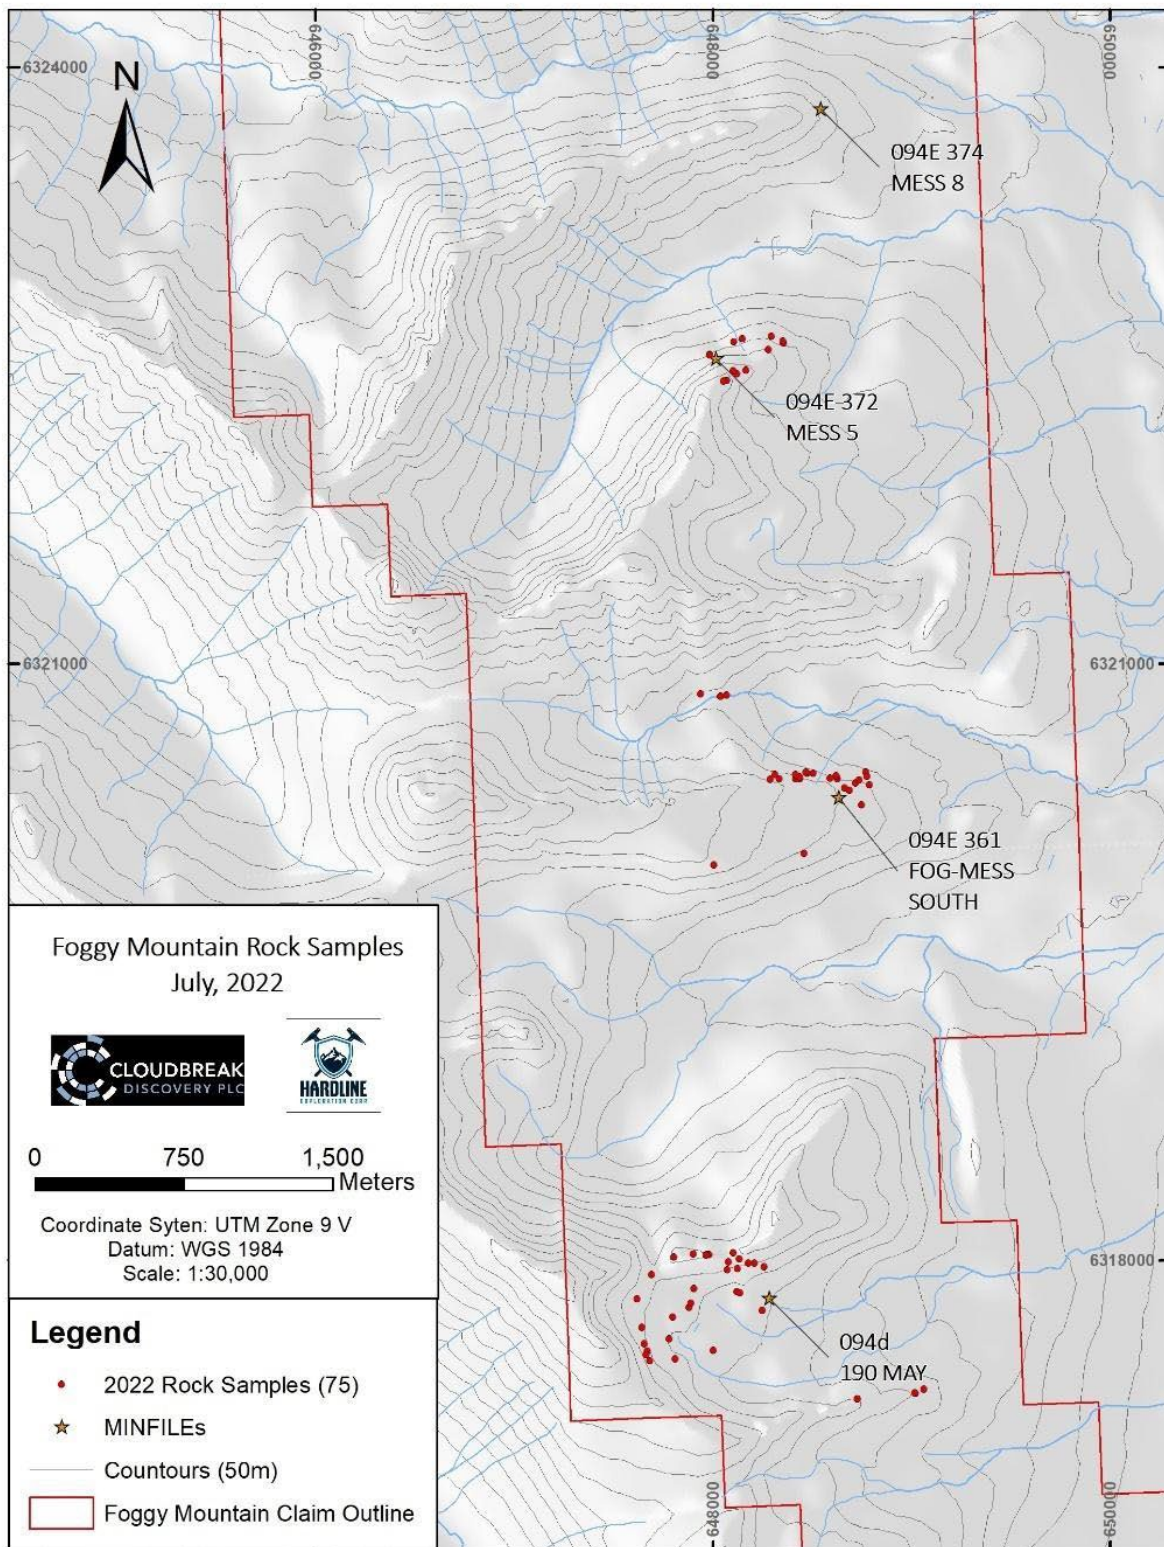 646000
648000
650000
6324000
N
094E 374
MESS 8
094E 372
MESS 5
6321000
6321000
094E 361
FOG-MESS
SOUTH
Foggy Mountain Rock Samples
July, 2022
CLOUDBREAK
DISCOVERY PLC
HARDLINE
EXPLORATION CORP
0 750 1,500
Meters
Coordinate Syten: UTM Zone 9 V
Datum: WGS 1984
Scale: 1:30,000
6318000
094d
190 MAY
Legend
2022 Rock Samples (75)
MINFILEs
Countours (50m)
Foggy Mountain Claim Outline
648000
650000